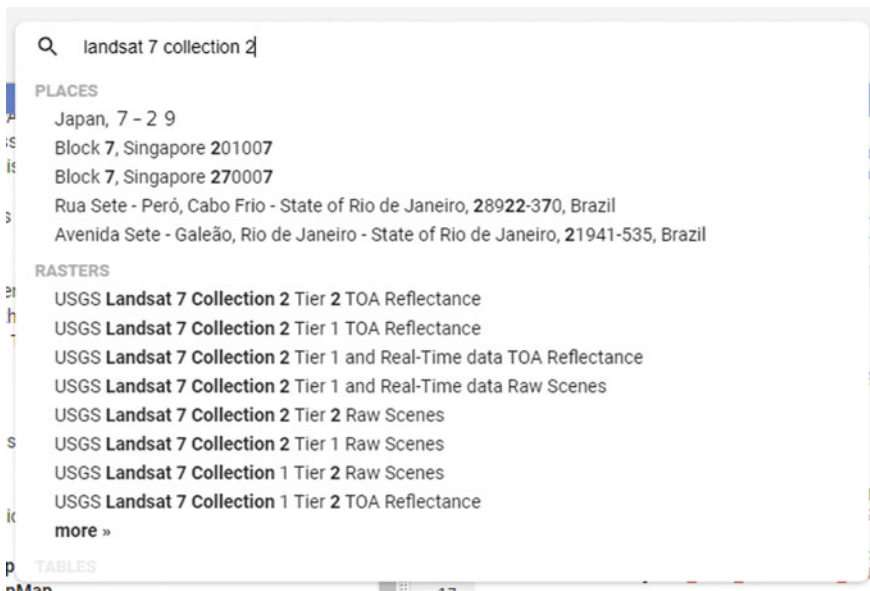 landsat 7 collection 2
PLACES
Japan, 7 – 2 9
Block 7, Singapore 201007
Block 7, Singapore 270007
Rua Sete - Peró, Cabo Frio - State of Rio de Janeiro, 28922-370, Brazil
Avenida Sete - Galeão, Rio de Janeiro - State of Rio de Janeiro, 21941-535, Brazil
RASTERS
USGS Landsat 7 Collection 2 Tier 2 TOA Reflectance
USGS Landsat 7 Collection 2 Tier 1 TOA Reflectance
USGS Landsat 7 Collection 2 Tier 1 and Real-Time data TOA Reflectance
USGS Landsat 7 Collection 2 Tier 1 and Real-Time data Raw Scenes
USGS Landsat 7 Collection 2 Tier 2 Raw Scenes
USGS Landsat 7 Collection 2 Tier 1 Raw Scenes
USGS Landsat 7 Collection 1 Tier 2 Raw Scenes
USGS Landsat 7 Collection 1 Tier 2 TOA Reflectance
more »
TABLES